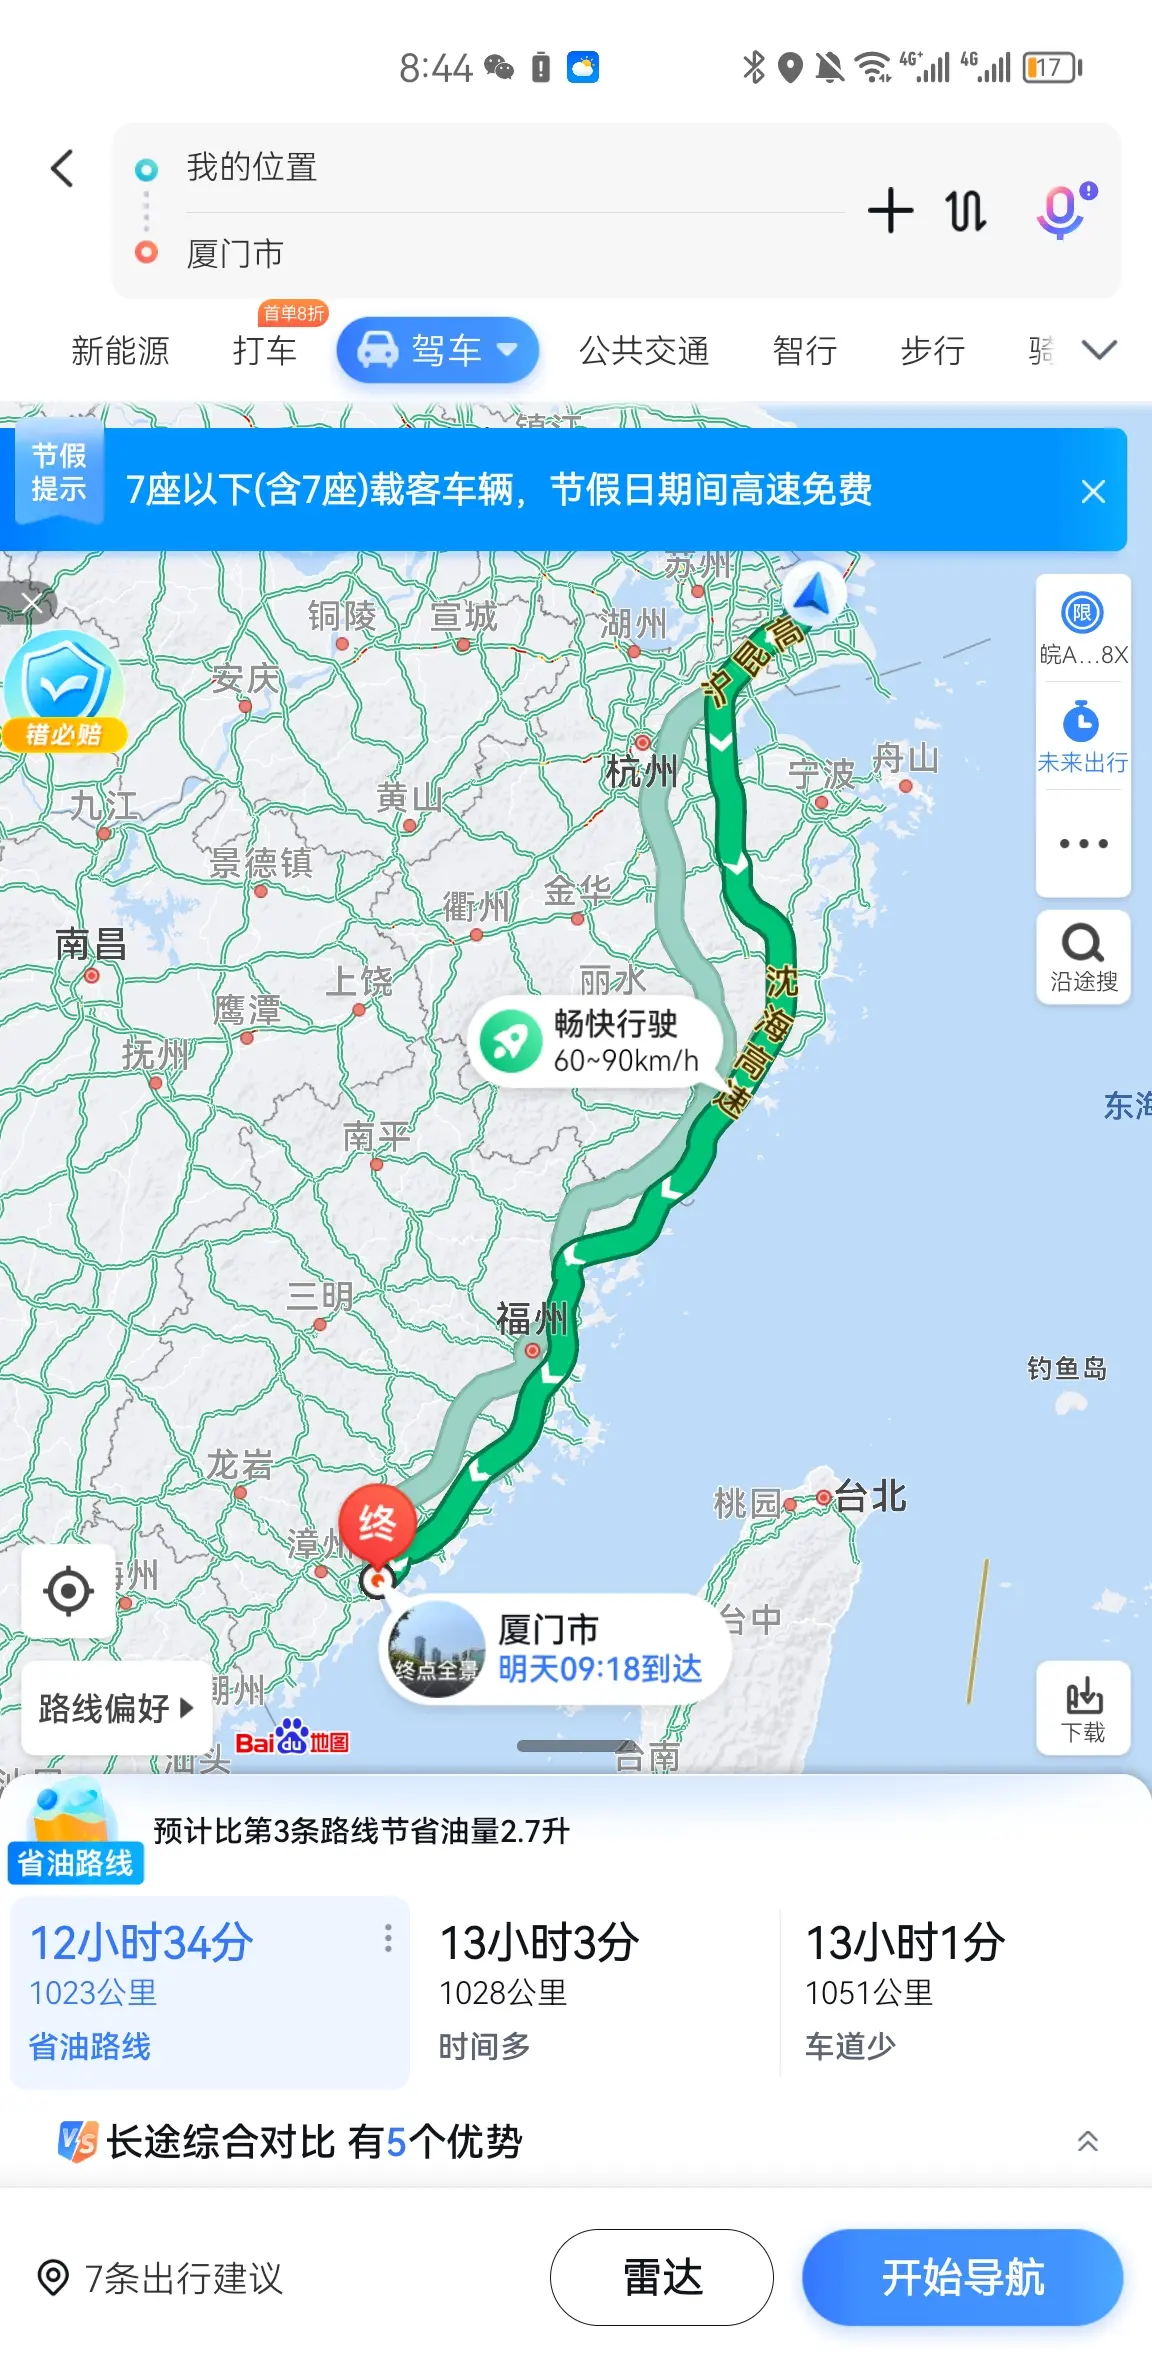 8:44
4G+
4G
17
我的位置
厦门市
首单8折
新能源
打车
驾车
公共交通
智行
步行
骑
镇江
节假
提示
7座以下(含7座)载客车辆，节假日期间高速免费
苏州
铜陵
宣城
湖州
沪昆高
限
皖A...8X
安庆
错必赔
未来出行
杭州
宁波
舟山
九江
黄山
景德镇
金华
衢州
南昌
沿途搜
上饶
丽水
沈海高速
鹰潭
畅快行驶
60~90km/h
抚州
东海
南平
三明
福州
钓鱼岛
龙岩
桃园
台北
终
漳州
台中
厦门市
明天09:18到达
终点全景
路线偏好
潮州
下载
Bai du 地图
台南
汕头
预计比第3条路线节省油量2.7升
省油路线
12小时34分
1023公里
省油路线
13小时3分
1028公里
时间多
13小时1分
1051公里
车道少
VS
长途综合对比 有5个优势
7条出行建议
雷达
开始导航